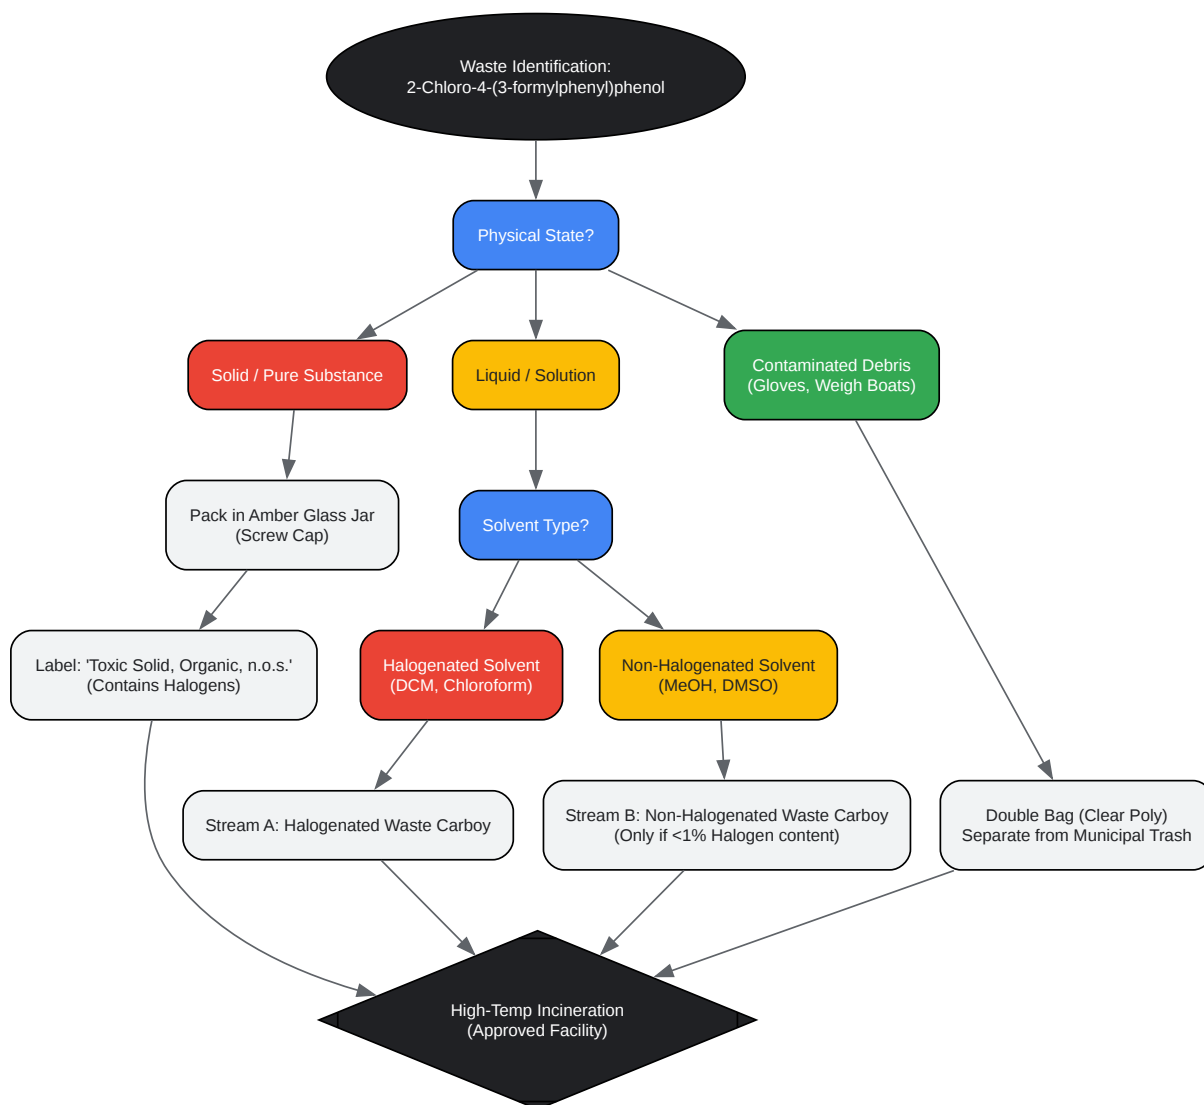 Waste Identification:
2-Chloro-4-(3-formylphenyl)phenol
Physical State?
Solid / Pure Substance
Liquid / Solution
Contaminated Debris
(Gloves, Weigh Boats)
Pack in Amber Glass Jar
(Screw Cap)
Solvent Type?
Label: 'Toxic Solid, Organic, n.o.s.'
(Contains Halogens)
Halogenated Solvent
(DCM, Chloroform)
Non-Halogenated Solvent
(MeOH, DMSO)
Stream A: Halogenated Waste Carboy
Stream B: Non-Halogenated Waste Carboy
(Only if <1% Halogen content)
Double Bag (Clear Poly)
Separate from Municipal Trash
High-Temp Incineration
(Approved Facility)